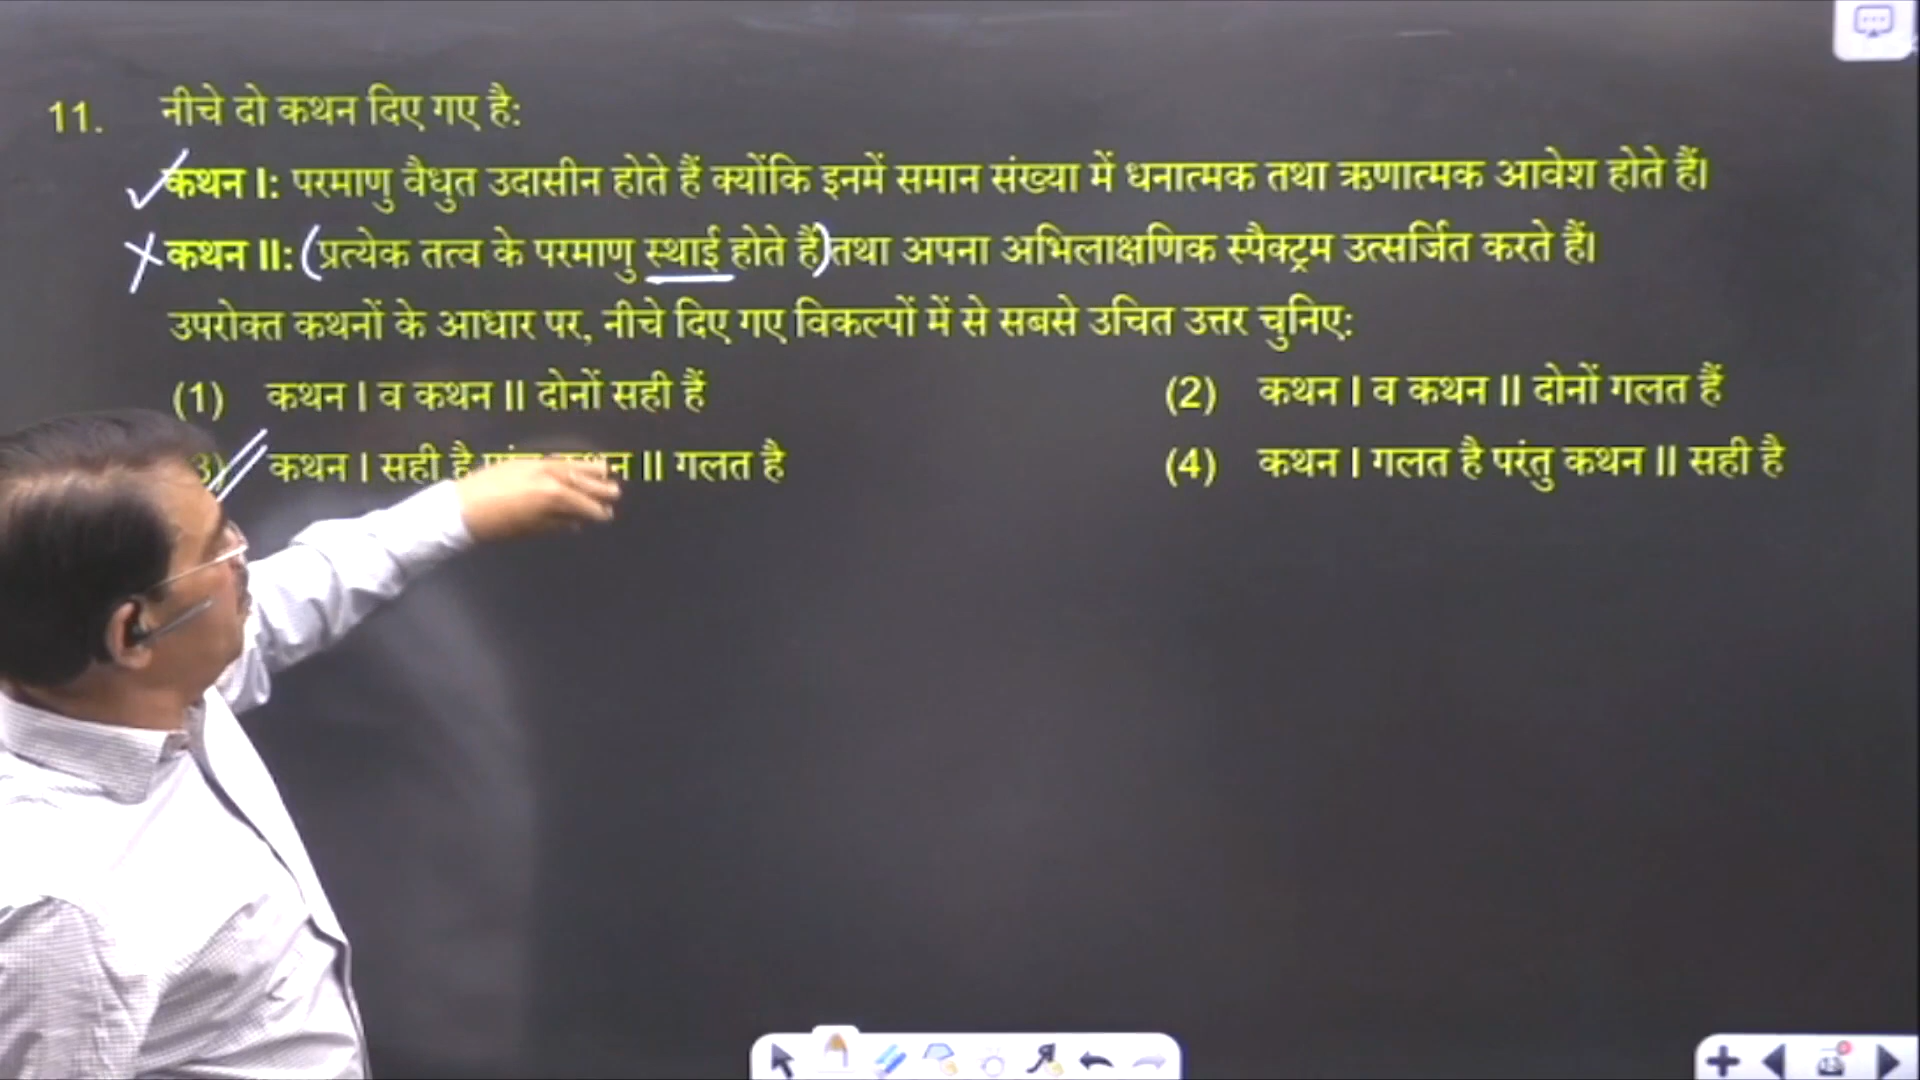 11. नीचे दो कथन दिए गए है:
कथन I: परमाणु वैधुत उदासीन होते हैं क्योंकि इनमें समान संख्या में धनात्मक तथा ऋणात्मक आवेश होते हैं।
कथन II: (प्रत्येक तत्व के परमाणु स्थाई होते हैं) तथा अपना अभिलाक्षणिक स्पैक्ट्रम उत्सर्जित करते हैं।
उपरोक्त कथनों के आधार पर, नीचे दिए गए विकल्पों में से सबसे उचित उत्तर चुनिए:
(1) कथन I व कथन II दोनों सही हैं
(2) कथन I व कथन II दोनों गलत हैं
3) कथन I सही है II गलत है
(4) कथन I गलत है परंतु कथन II सही है